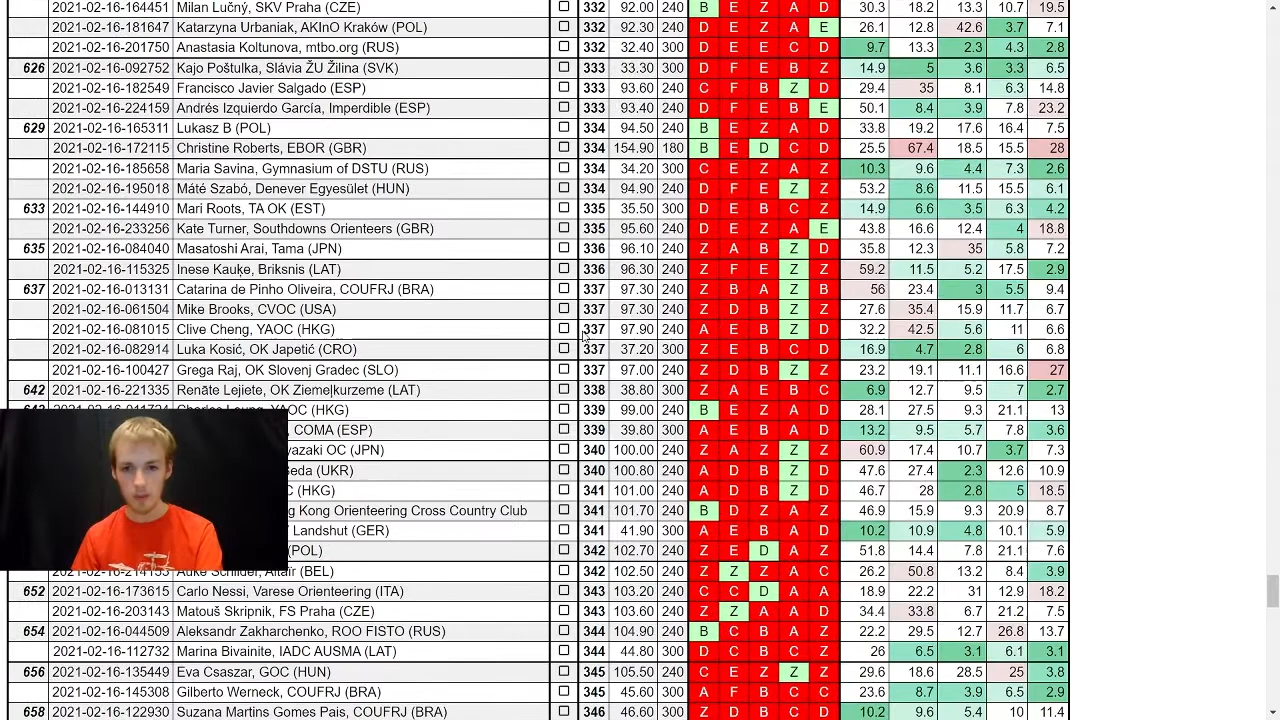 2021-02-16-164451 Milan Lučný, SKV Praha (CZE) 332 92.00 240 B E Z A D 30.3 18.2 13.3 10.7 19.5
2021-02-16-181647 Katarzyna Urbaniak, AKInO Kraków (POL) 332 92.30 240 D E Z A E 26.1 12.8 42.6 3.7 7.1
2021-02-16-201750 Anastasia Koltunova, mtbo.org (RUS) 332 32.40 300 D E E C D 9.7 13.3 2.3 4.3 2.8
626 2021-02-16-092752 Kajo Poštulka, Slávia ŽU Žilina (SVK) 333 33.30 300 D F E B Z 14.9 5 3.6 3.3 6.5
2021-02-16-182549 Francisco Javier Salgado (ESP) 333 93.60 240 C F B Z D 29.4 35 8.1 6.3 14.8
2021-02-16-224159 Andrés Izquierdo García, Imperdible (ESP) 333 93.40 240 D F E B E 50.1 8.4 3.9 7.8 23.2
629 2021-02-16-165311 Lukasz B (POL) 334 94.50 240 B E Z A D 33.8 19.2 17.6 16.4 7.5
2021-02-16-172115 Christine Roberts, EBOR (GBR) 334 154.90 180 B E D C D 25.5 67.4 18.5 15.5 28
2021-02-16-185658 Maria Savina, Gymnasium of DSTU (RUS) 334 34.20 300 C E Z A Z 10.3 9.6 4.4 7.3 2.6
2021-02-16-195018 Máté Szabó, Denever Egyesület (HUN) 334 94.90 240 D F E Z Z 53.2 8.6 11.5 15.5 6.1
633 2021-02-16-144910 Mari Roots, TA OK (EST) 335 35.50 300 D E B C Z 14.9 6.6 3.5 6.3 4.2
2021-02-16-233256 Kate Turner, Southdowns Orienteers (GBR) 335 95.60 240 D E Z A E 43.8 16.6 12.4 4 18.8
635 2021-02-16-004040 Masatoshi Arai, Tama (JPN) 336 96.10 240 Z A B Z D 35.8 12.3 35 5.8 7.2
2021-02-16-115325 Inese Kauķe, Briksnis (LAT) 336 96.30 240 Z F E Z Z 59.2 11.5 5.2 17.5 2.9
637 2021-02-16-013131 Catarina de Pinho Oliveira, COUFRJ (BRA) 337 97.30 240 Z B A Z B 56 23.4 3 5.5 9.4
2021-02-16-061504 Mike Brooks, CVOC (USA) 337 97.30 240 Z D B Z Z 27.6 35.4 15.9 11.7 6.6
2021-02-16-081015 Clive Cheng, YAOC (HKG) 337 97.90 240 A E B Z D 32.2 42.5 5.6 11 6.6
2021-02-16-082914 Luka Kosić, OK Japetić (CRO) 337 37.20 300 Z E B C D 16.9 4.7 2.8 6 6.8
2021-02-16-100427 Grega Raj, OK Slovenj Gradec (SLO) 337 97.00 240 Z D B Z Z 23.2 19.1 11.1 16.6 27
642 2021-02-16-221335 Renāte Lejiete, OK Ziemeļkurzeme (LAT) 338 38.80 300 Z A E B C 6.9 12.7 9.5 7 2.7
(HKG) 339 99.00 240 B E Z A D 28.1 27.5 9.3 21.1 13
, COMA (ESP) 339 39.80 300 A E B A D 13.2 9.5 5.7 7.8 3.6
yazaki OC (JPN) 340 100.00 240 Z A Z Z Z 60.9 17.4 10.7 3.7 7.3
(UKR) 340 100.80 240 A D B Z D 47.6 27.4 2.3 12.6 10.9
C (HKG) 341 101.00 240 A D B Z D 46.7 28 2.8 5 18.5
g Kong Orienteering Cross Country Club 341 101.70 240 B D Z A Z 46.9 15.9 9.3 20.9 8.7
Landshut (GER) 341 41.90 300 A E B A D 10.2 10.9 4.8 10.1 5.9
(POL) 342 102.70 240 Z E D A Z 51.8 14.4 7.8 21.1 7.6
(BEL) 342 102.50 240 Z Z Z A C 26.2 50.8 13.2 8.4 3.9
652 2021-02-16-173615 Carlo Nessi, Varese Orienteering (ITA) 343 103.20 240 C C D A A 18.9 22.2 31 12.9 18.2
2021-02-16-203143 Matouš Skripnik, FS Praha (CZE) 343 103.60 240 Z Z A A D 34.4 33.8 6.7 21.2 7.5
654 2021-02-16-044509 Aleksandr Zakharchenko, ROO FISTO (RUS) 344 104.90 240 B C B A Z 22.2 29.5 12.7 26.8 13.7
2021-02-16-112732 Marina Bivainite, IADC AUSMA (LAT) 344 44.80 300 D C B C Z 26 6.5 3.1 6.1 3.1
656 2021-02-16-135449 Eva Csaszar, GOC (HUN) 345 105.50 240 C E Z Z Z 29.6 18.6 28.5 25 3.8
2021-02-16-145308 Gilberto Werneck, COUFRJ (BRA) 345 45.60 300 A F B C C 23.6 8.7 3.9 6.5 2.9
658 2021-02-16-122930 Suzana Martins Gomes Pais, COUFRJ (BRA) 346 46.60 300 Z D B C D 10.2 9.6 5.4 10 11.4